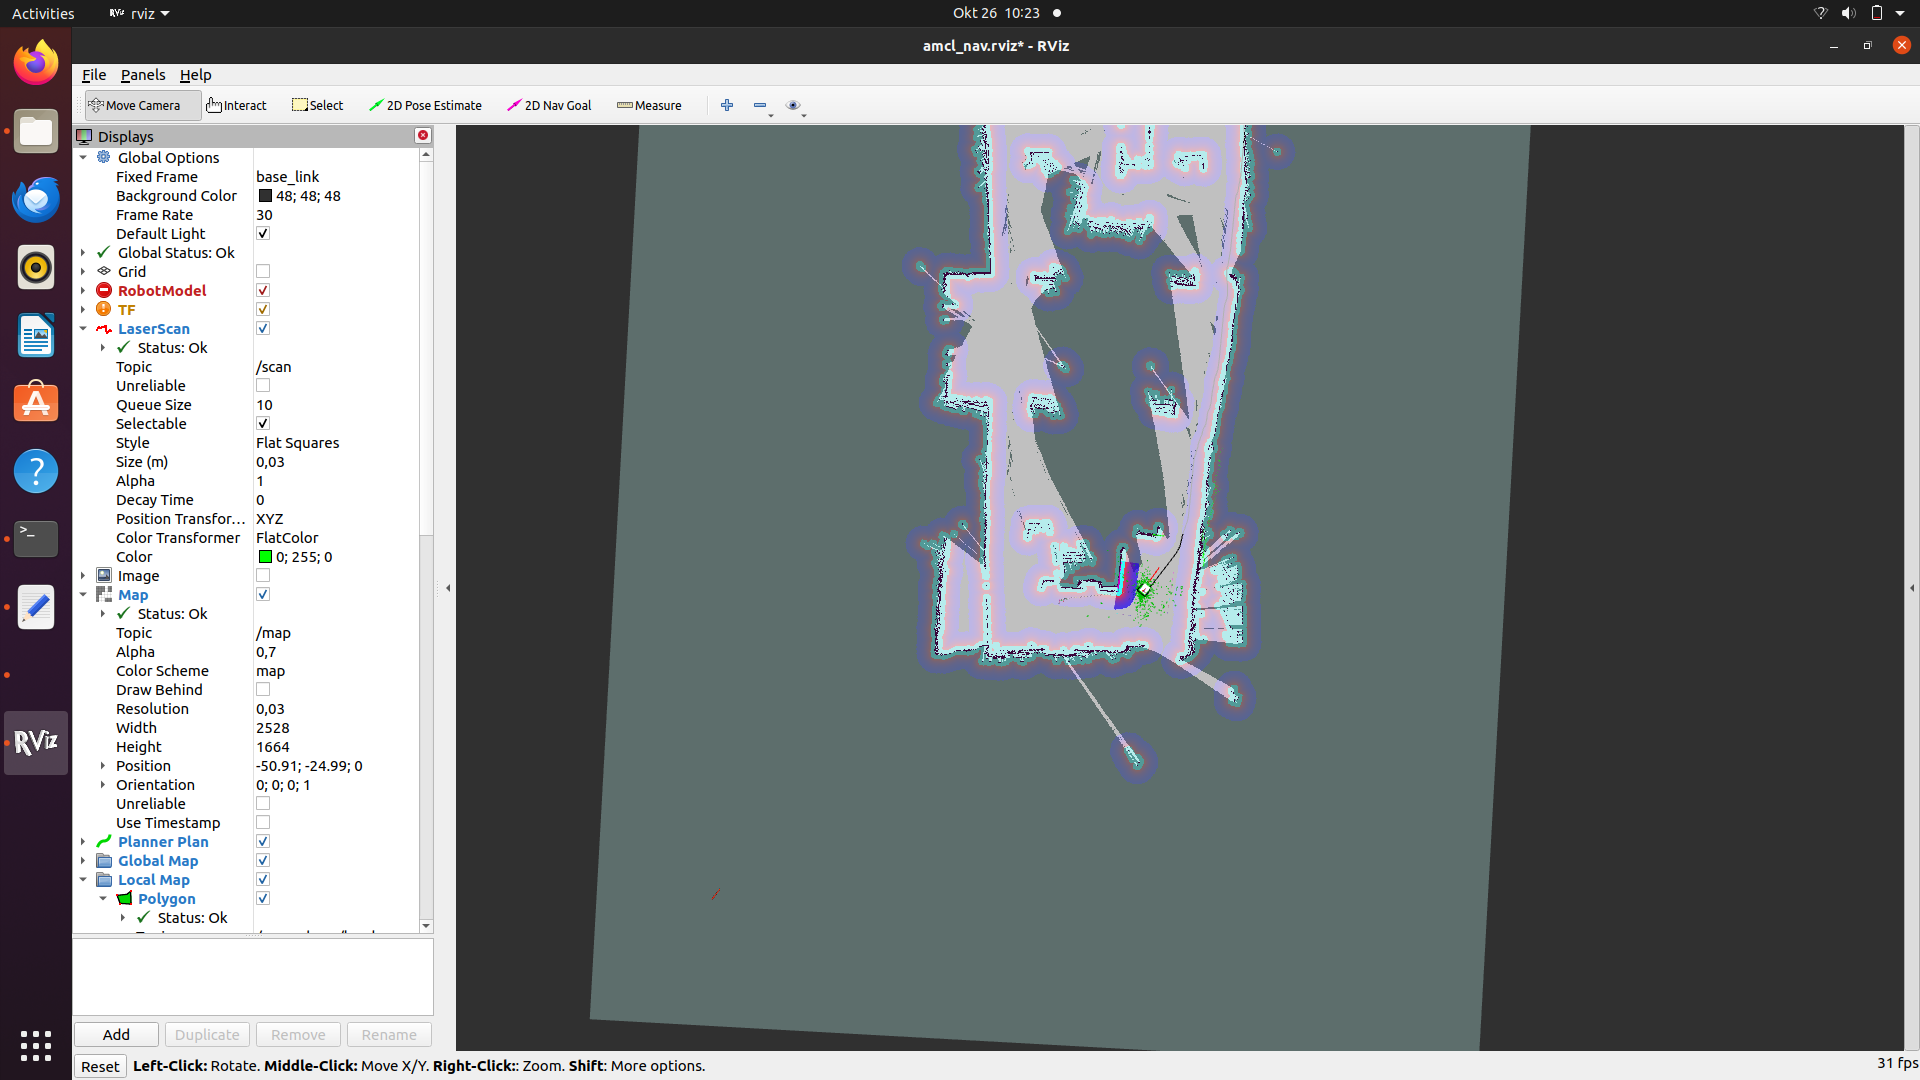 Activities
rviz
Okt 26 10:23
amcl_nav.rviz* - RViz
File Panels Help
Move Camera Interact Select 2D Pose Estimate 2D Nav Goal Measure
Displays
Global Options
Fixed Frame base_link
Background Color 48; 48; 48
Frame Rate 30
Default Light
Global Status: Ok
Grid
RobotModel
TF
LaserScan
Status: Ok
Topic /scan
Unreliable
Queue Size 10
Selectable
Style Flat Squares
Size (m) 0,03
Alpha 1
Decay Time 0
Position Transfor... XYZ
Color Transformer FlatColor
Color 0; 255; 0
Image
Map
Status: Ok
Topic /map
Alpha 0,7
Color Scheme map
Draw Behind
Resolution 0,03
Width 2528
Height 1664
Position -50.91; -24.99; 0
Orientation 0; 0; 0; 1
Unreliable
Use Timestamp
Planner Plan
Global Map
Local Map
Polygon
Status: Ok
RViz
Add Duplicate Remove Rename
Reset Left-Click: Rotate. Middle-Click: Move X/Y. Right-Click:: Zoom. Shift: More options.
31 fps